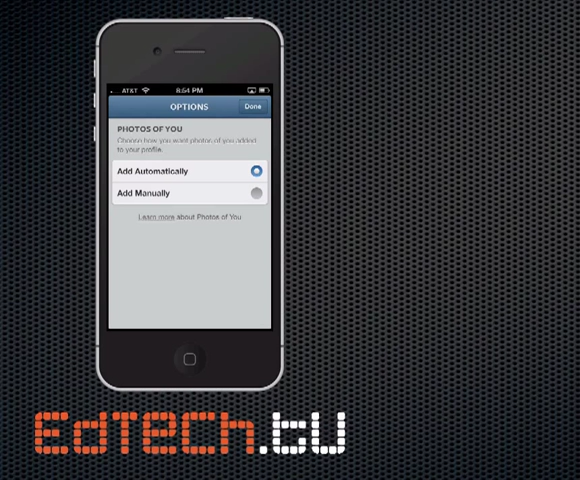 AT&T 8:54 PM
OPTIONS Done
PHOTOS OF YOU
Choose how you want photos of you added
to your profile.
Add Automatically
Add Manually
Learn more about Photos of You
EdTECh.tU